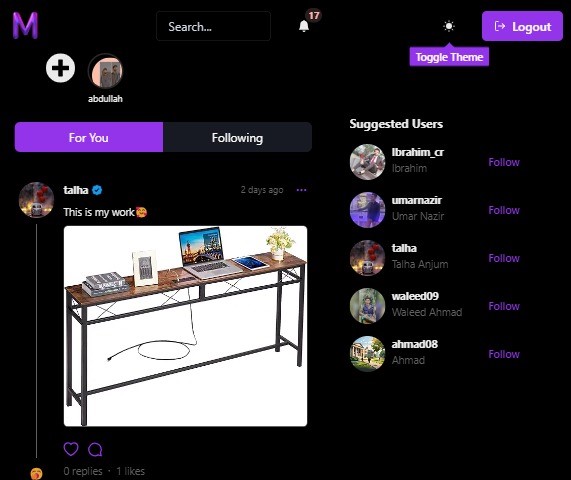 M
Search...
17
Logout
Toggle Theme
abdullah
For You
Following
talha
2 days ago
This is my work
0 replies · 1 likes
Suggested Users
Ibrahim_cr
Ibrahim
Follow
umarnazir
Umar Nazir
Follow
talha
Talha Anjum
Follow
waleed09
Waleed Ahmad
Follow
ahmad08
Ahmad
Follow